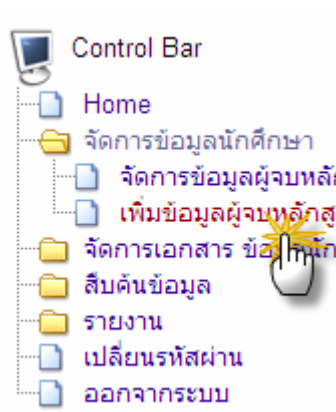 Control Bar
Home
จัดการข้อมูลนักศึกษา
จัดการข้อมูลผู้จบหลัก
เพิ่มข้อมูลผู้จบหลักสู
จัดการเอกสาร
สืบค้นข้อมูล
รายงาน
เปลี่ยนรหัสผ่าน
ออกจากระบบ